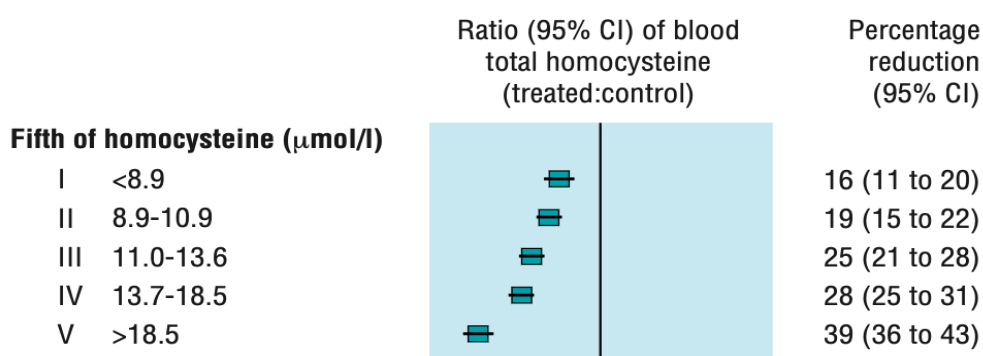 Ratio (95% CI) of blood
total homocysteine
(treated:control)
Percentage
reduction
(95% CI)
Fifth of homocysteine (μmol/l)
I <8.9 16 (11 to 20)
II 8.9-10.9 19 (15 to 22)
III 11.0-13.6 25 (21 to 28)
IV 13.7-18.5 28 (25 to 31)
V >18.5 39 (36 to 43)